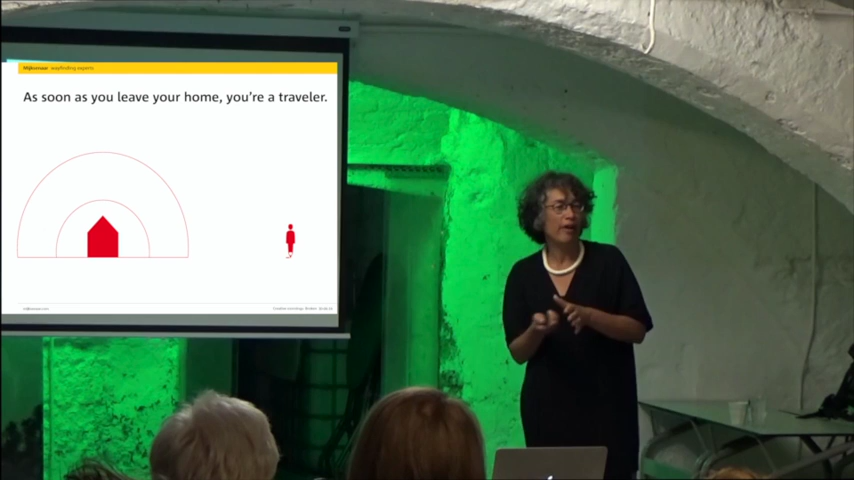 Mijksenaar wayfinding experts
As soon as you leave your home, you're a traveler.